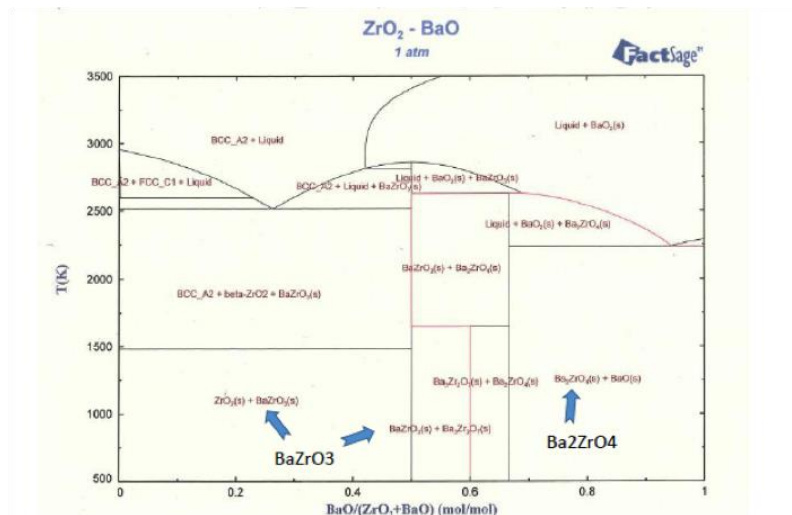 ZrO₂ - BaO
1 atm
FactSage™
3500
3000
2500
2000
1500
1000
500
T(K)
BCC_A2 + Liquid
Liquid + BaO₂(s)
BCC_A2 + FCC_C1 + Liquid
BCC_A2 + Liquid + BaZrO₃(s)
Liquid + BaO₂(s) + BaZrO₃(s)
Liquid + BaO₂(s) + Ba₂ZrO₄(s)
BCC_A2 + beta-ZrO2 + BaZrO₃(s)
BaZrO₃(s) + Ba₂ZrO₄(s)
ZrO₂(s) + BaZrO₃(s)
Ba₃Zr₂O₇(s) + Ba₂ZrO₄(s)
Ba₂ZrO₄(s) + BaO(s)
BaZrO₃(s) + Ba₃Zr₂O₇(s)
BaZrO3
Ba2ZrO4
0
0.2
0.4
0.6
0.8
1
BaO/(ZrO₂+BaO) (mol/mol)